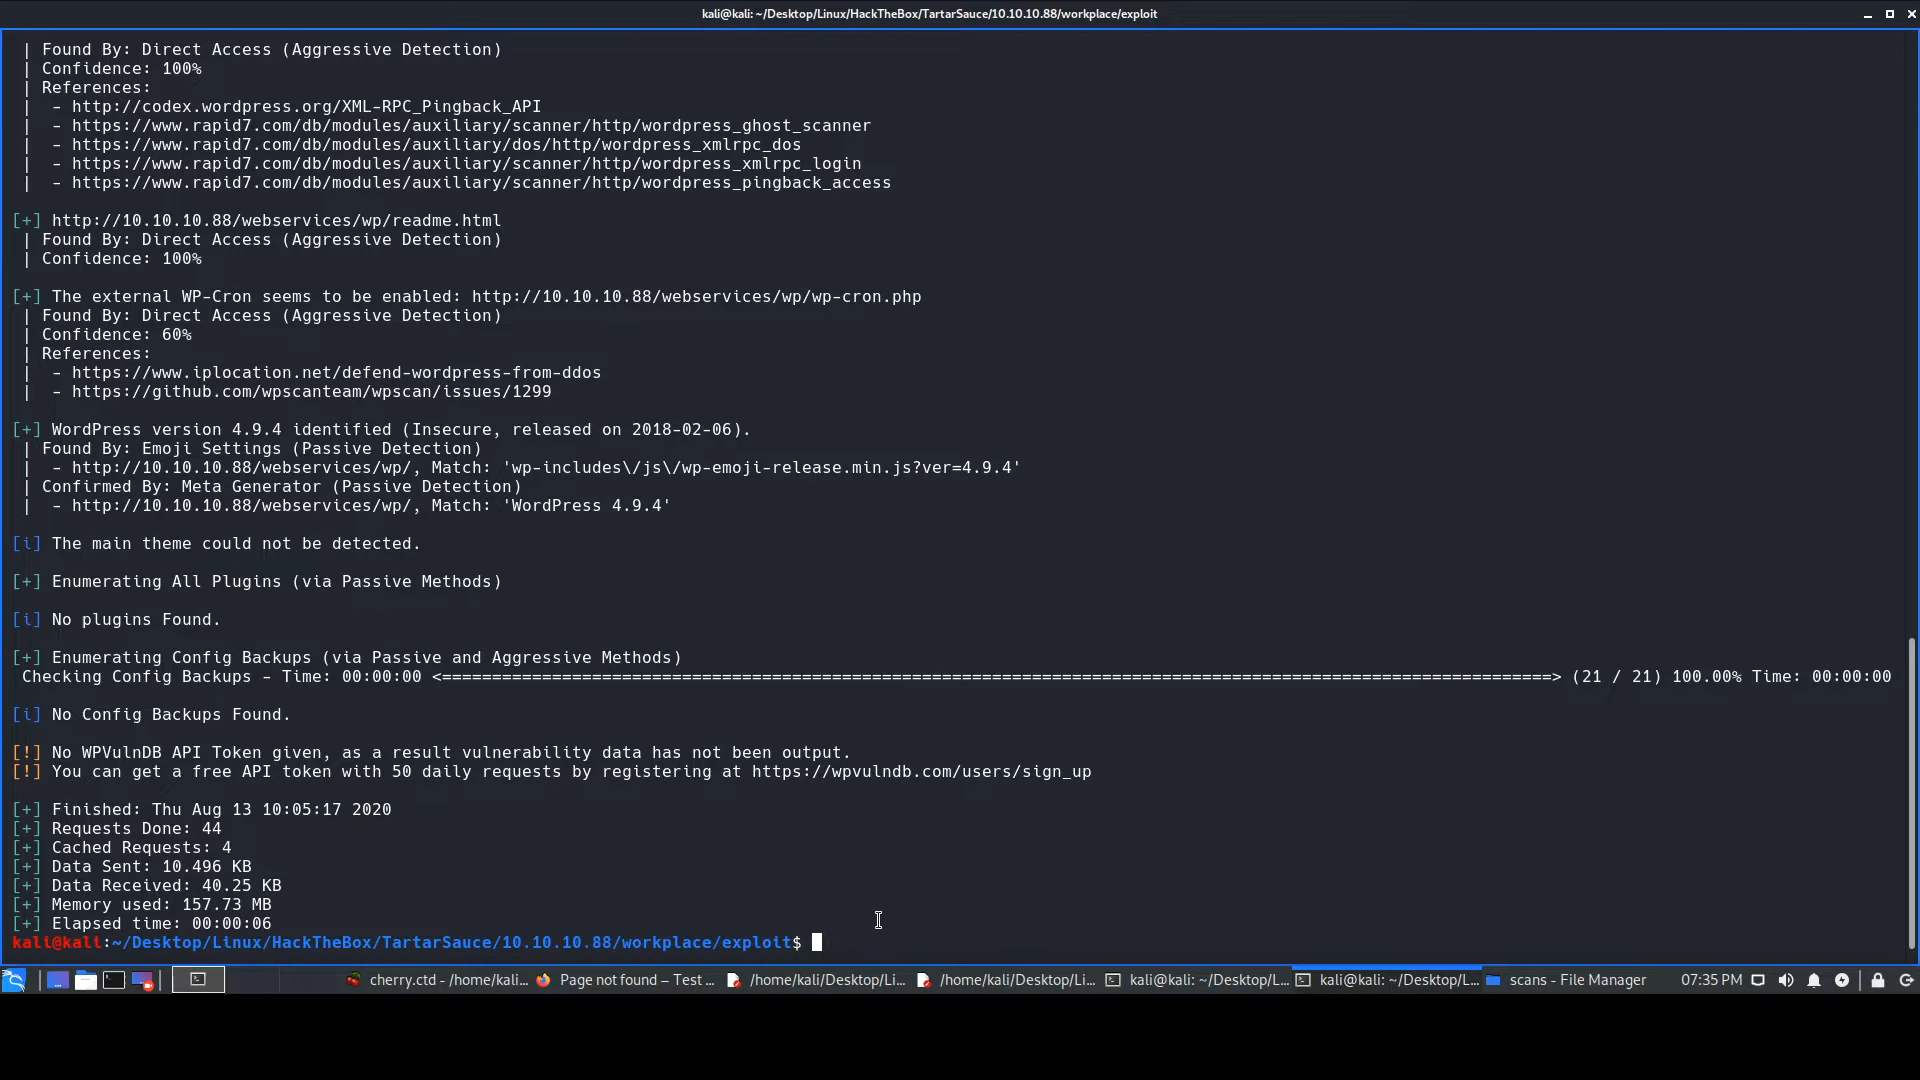 kali@kali: ~/Desktop/Linux/HackTheBox/TartarSauce/10.10.10.88/workplace/exploit
| Found By: Direct Access (Aggressive Detection)
| Confidence: 100%
| References:
|  - http://codex.wordpress.org/XML-RPC_Pingback_API
|  - https://www.rapid7.com/db/modules/auxiliary/scanner/http/wordpress_ghost_scanner
|  - https://www.rapid7.com/db/modules/auxiliary/dos/http/wordpress_xmlrpc_dos
|  - https://www.rapid7.com/db/modules/auxiliary/scanner/http/wordpress_xmlrpc_login
|  - https://www.rapid7.com/db/modules/auxiliary/scanner/http/wordpress_pingback_access
[+] http://10.10.10.88/webservices/wp/readme.html
| Found By: Direct Access (Aggressive Detection)
| Confidence: 100%
[+] The external WP-Cron seems to be enabled: http://10.10.10.88/webservices/wp/wp-cron.php
| Found By: Direct Access (Aggressive Detection)
| Confidence: 60%
| References:
|  - https://www.iplocation.net/defend-wordpress-from-ddos
|  - https://github.com/wpscanteam/wpscan/issues/1299
[+] WordPress version 4.9.4 identified (Insecure, released on 2018-02-06).
| Found By: Emoji Settings (Passive Detection)
|  - http://10.10.10.88/webservices/wp/, Match: 'wp-includes\/js\/wp-emoji-release.min.js?ver=4.9.4'
| Confirmed By: Meta Generator (Passive Detection)
|  - http://10.10.10.88/webservices/wp/, Match: 'WordPress 4.9.4'
[i] The main theme could not be detected.
[+] Enumerating All Plugins (via Passive Methods)
[i] No plugins Found.
[+] Enumerating Config Backups (via Passive and Aggressive Methods)
Checking Config Backups - Time: 00:00:00 <===============================================================================================================> (21 / 21) 100.00% Time: 00:00:00
[i] No Config Backups Found.
[!] No WPVulnDB API Token given, as a result vulnerability data has not been output.
[!] You can get a free API token with 50 daily requests by registering at https://wpvulndb.com/users/sign_up
[+] Finished: Thu Aug 13 10:05:17 2020
[+] Requests Done: 44
[+] Cached Requests: 4
[+] Data Sent: 10.496 KB
[+] Data Received: 40.25 KB
[+] Memory used: 157.73 MB
[+] Elapsed time: 00:00:06
kali@kali:~/Desktop/Linux/HackTheBox/TartarSauce/10.10.10.88/workplace/exploit$
cherry.ctd - /home/kali... Page not found – Test ... /home/kali/Desktop/Li... /home/kali/Desktop/Li... kali@kali: ~/Desktop/L... kali@kali: ~/Desktop/L... scans - File Manager 07:35 PM